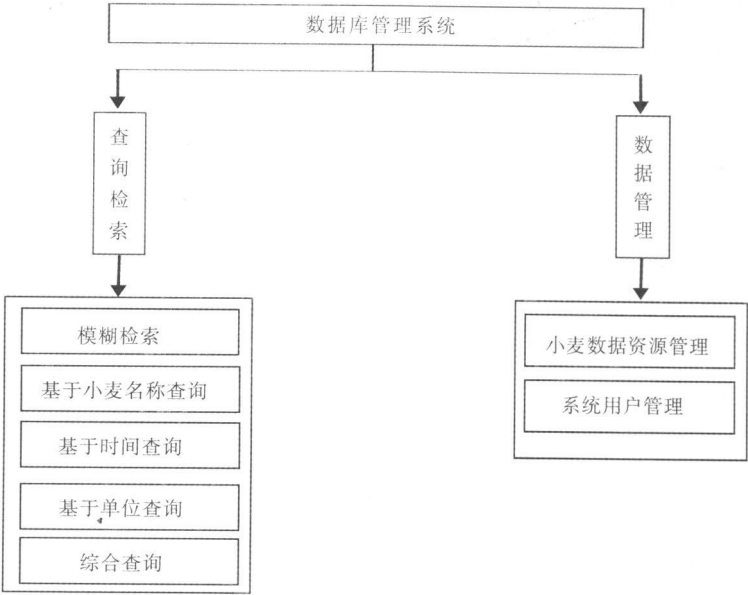 数据库管理系统
查询检索
数据管理
模糊检索
基于小麦名称查询
基于时间查询
基于单位查询
综合查询
小麦数据资源管理
系统用户管理